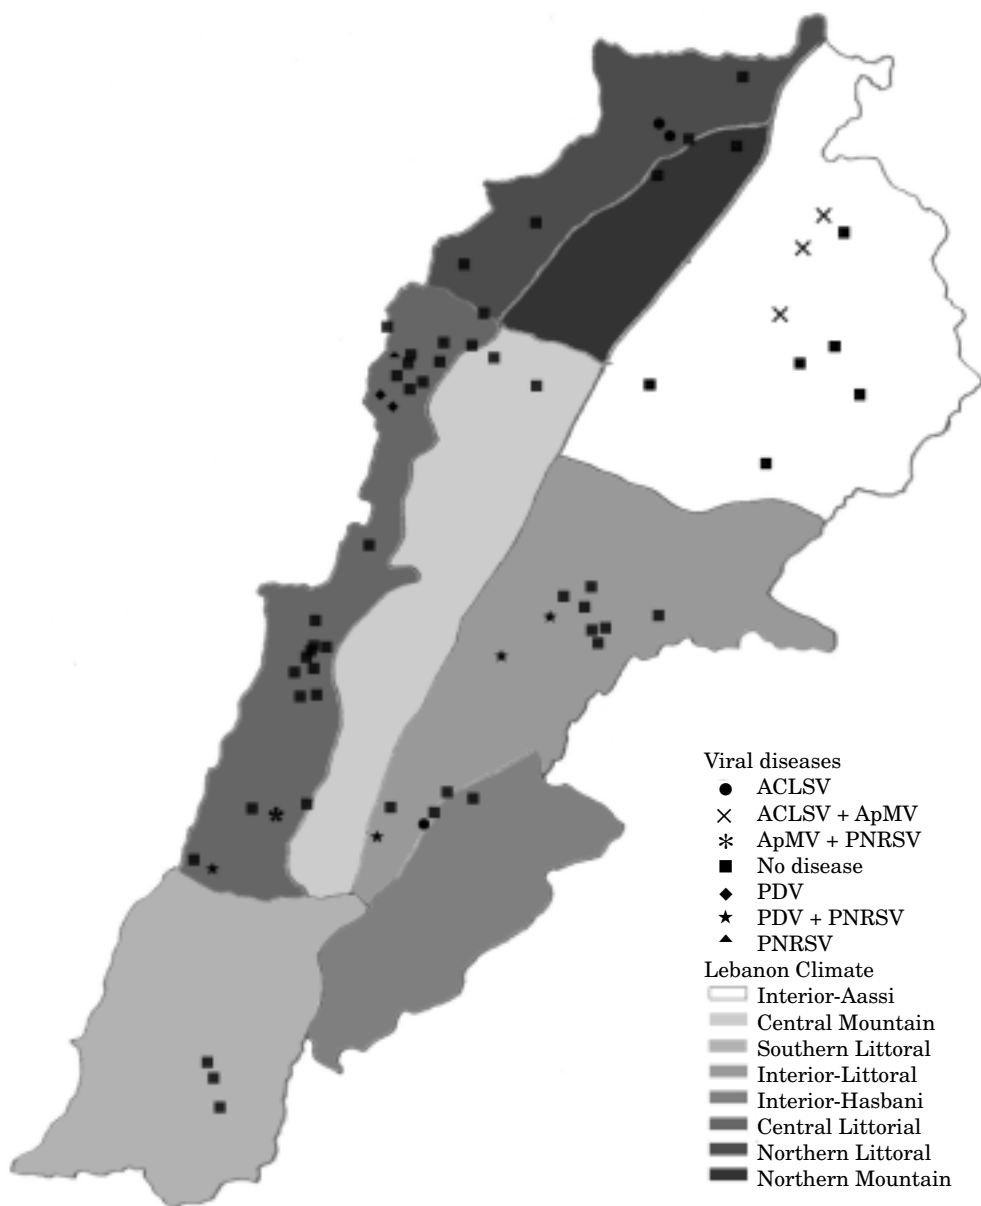 Viral diseases
ACLSV
ACLSV + ApMV
ApMV + PNRSV
No disease
PDV
PDV + PNRSV
PNRSV
Lebanon Climate
Interior-Aassi
Central Mountain
Southern Littoral
Interior-Littoral
Interior-Hasbani
Central Littorial
Northern Littoral
Northern Mountain